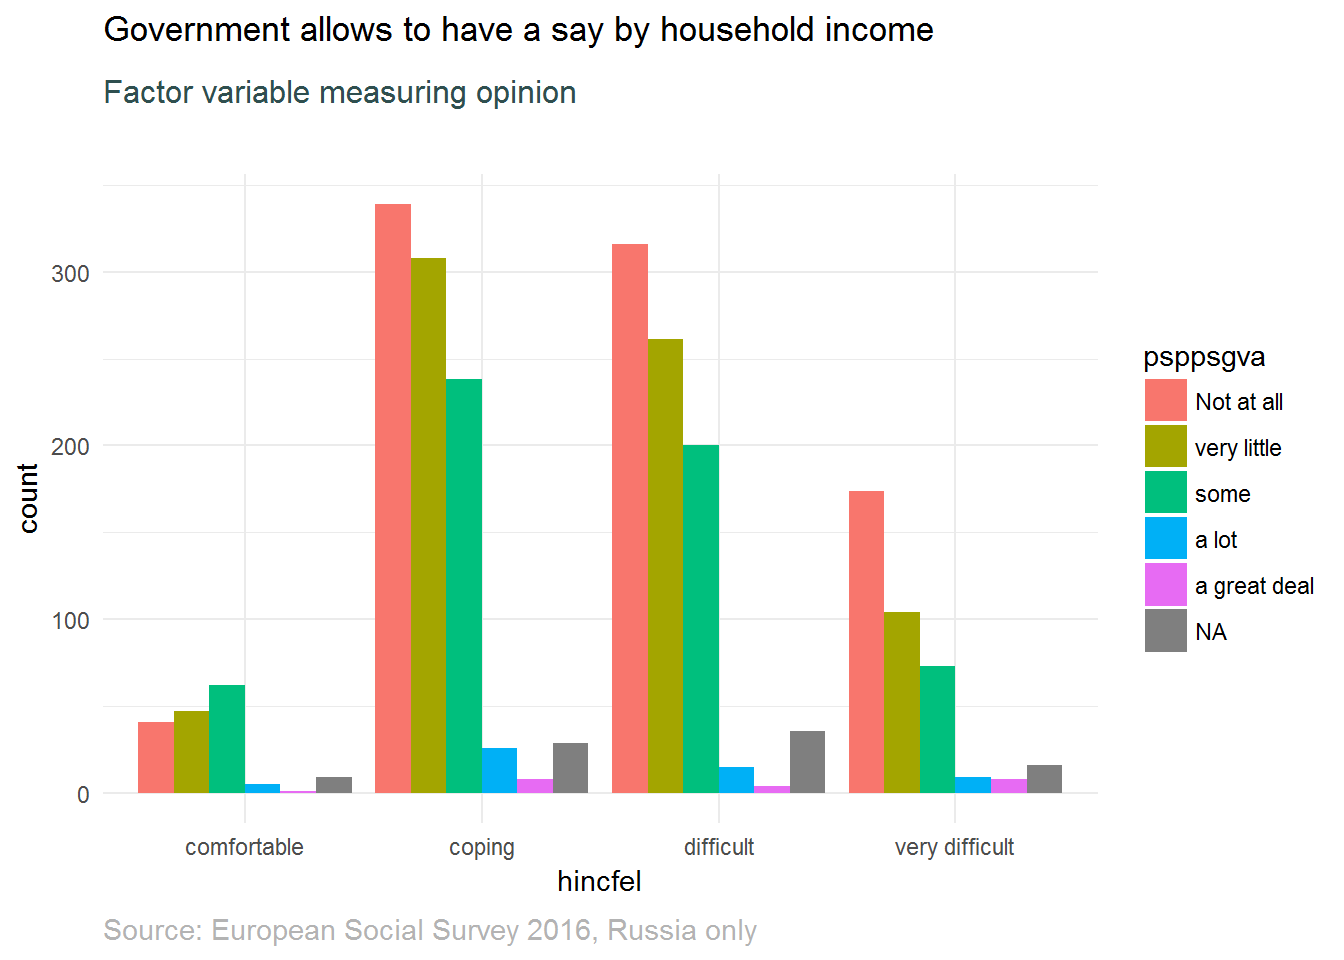 Government allows to have a say by household income
Factor variable measuring opinion
300
200
100
0
count
comfortable
coping
difficult
very difficult
hincfel
psppsgva
Not at all
very little
some
a lot
a great deal
NA
Source: European Social Survey 2016, Russia only